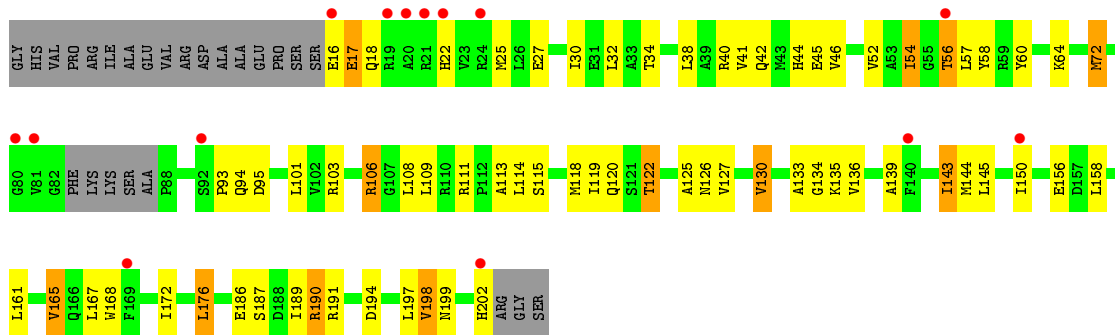 GLY HIS VAL PRO ARG ILE ALA GLU VAL ARG ASP ALA ALA GLU PRO SER SER E16 E17 Q18 R19 A20 R21 H22 V23 R24 M25 L26 E27 I30 E31 L32 A33 T34 L38 A39 R40 V41 Q42 M43 H44 E45 V46 V52 A53 I54 G55 T56 L57 Y58 R59 Y60 K64 M72
G80 V81 G82 PHE LYS LYS SER ALA P88 S92 P93 Q94 D95 L101 V102 R103 R106 G107 L108 L109 R110 R111 P112 A113 L114 S115 M118 I119 Q120 S121 T122 A125 N126 V127 V130 A133 G134 K135 V136 A139 F140 I143 M144 L145 I150 E156 D157 L158
L161 V165 Q166 L167 W168 F169 I172 L176 E186 S187 D188 I189 R190 R191 D194 L197 V198 N199 H202 ARG GLY SER